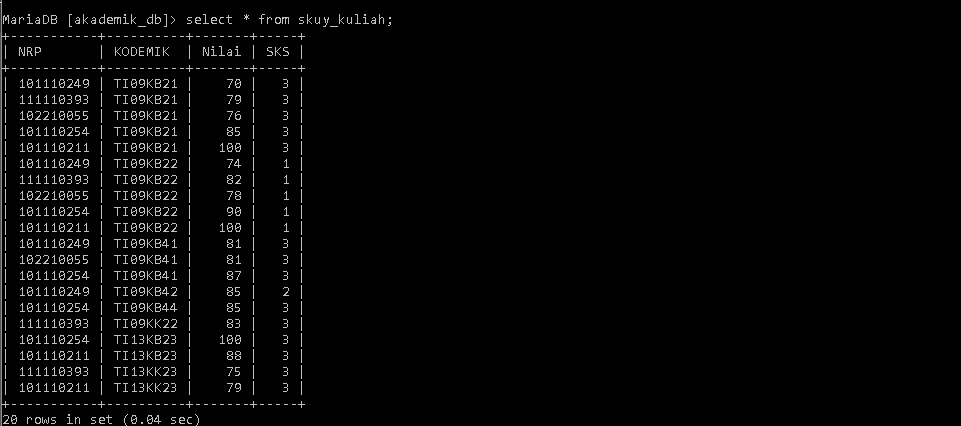 MariaDB [akademik_db]> select * from skuy_kuliah;
+-----------+----------+-------+-----+
| NRP       | KODEMIK  | Nilai | SKS |
+-----------+----------+-------+-----+
| 101110249 | TI09KB21 |    70 |   3 |
| 111110393 | TI09KB21 |    79 |   3 |
| 102210055 | TI09KB21 |    76 |   3 |
| 101110254 | TI09KB21 |    85 |   3 |
| 101110211 | TI09KB21 |   100 |   3 |
| 101110249 | TI09KB22 |    74 |   1 |
| 111110393 | TI09KB22 |    82 |   1 |
| 102210055 | TI09KB22 |    78 |   1 |
| 101110254 | TI09KB22 |    90 |   1 |
| 101110211 | TI09KB22 |   100 |   1 |
| 101110249 | TI09KB41 |    81 |   3 |
| 102210055 | TI09KB41 |    81 |   3 |
| 101110254 | TI09KB41 |    87 |   3 |
| 101110249 | TI09KB42 |    85 |   2 |
| 101110254 | TI09KB44 |    85 |   3 |
| 111110393 | TI09KK22 |    83 |   3 |
| 101110254 | TI13KB23 |   100 |   3 |
| 101110211 | TI13KB23 |    88 |   3 |
| 111110393 | TI13KK23 |    75 |   3 |
| 101110211 | TI13KK23 |    79 |   3 |
+-----------+----------+-------+-----+
20 rows in set (0.04 sec)